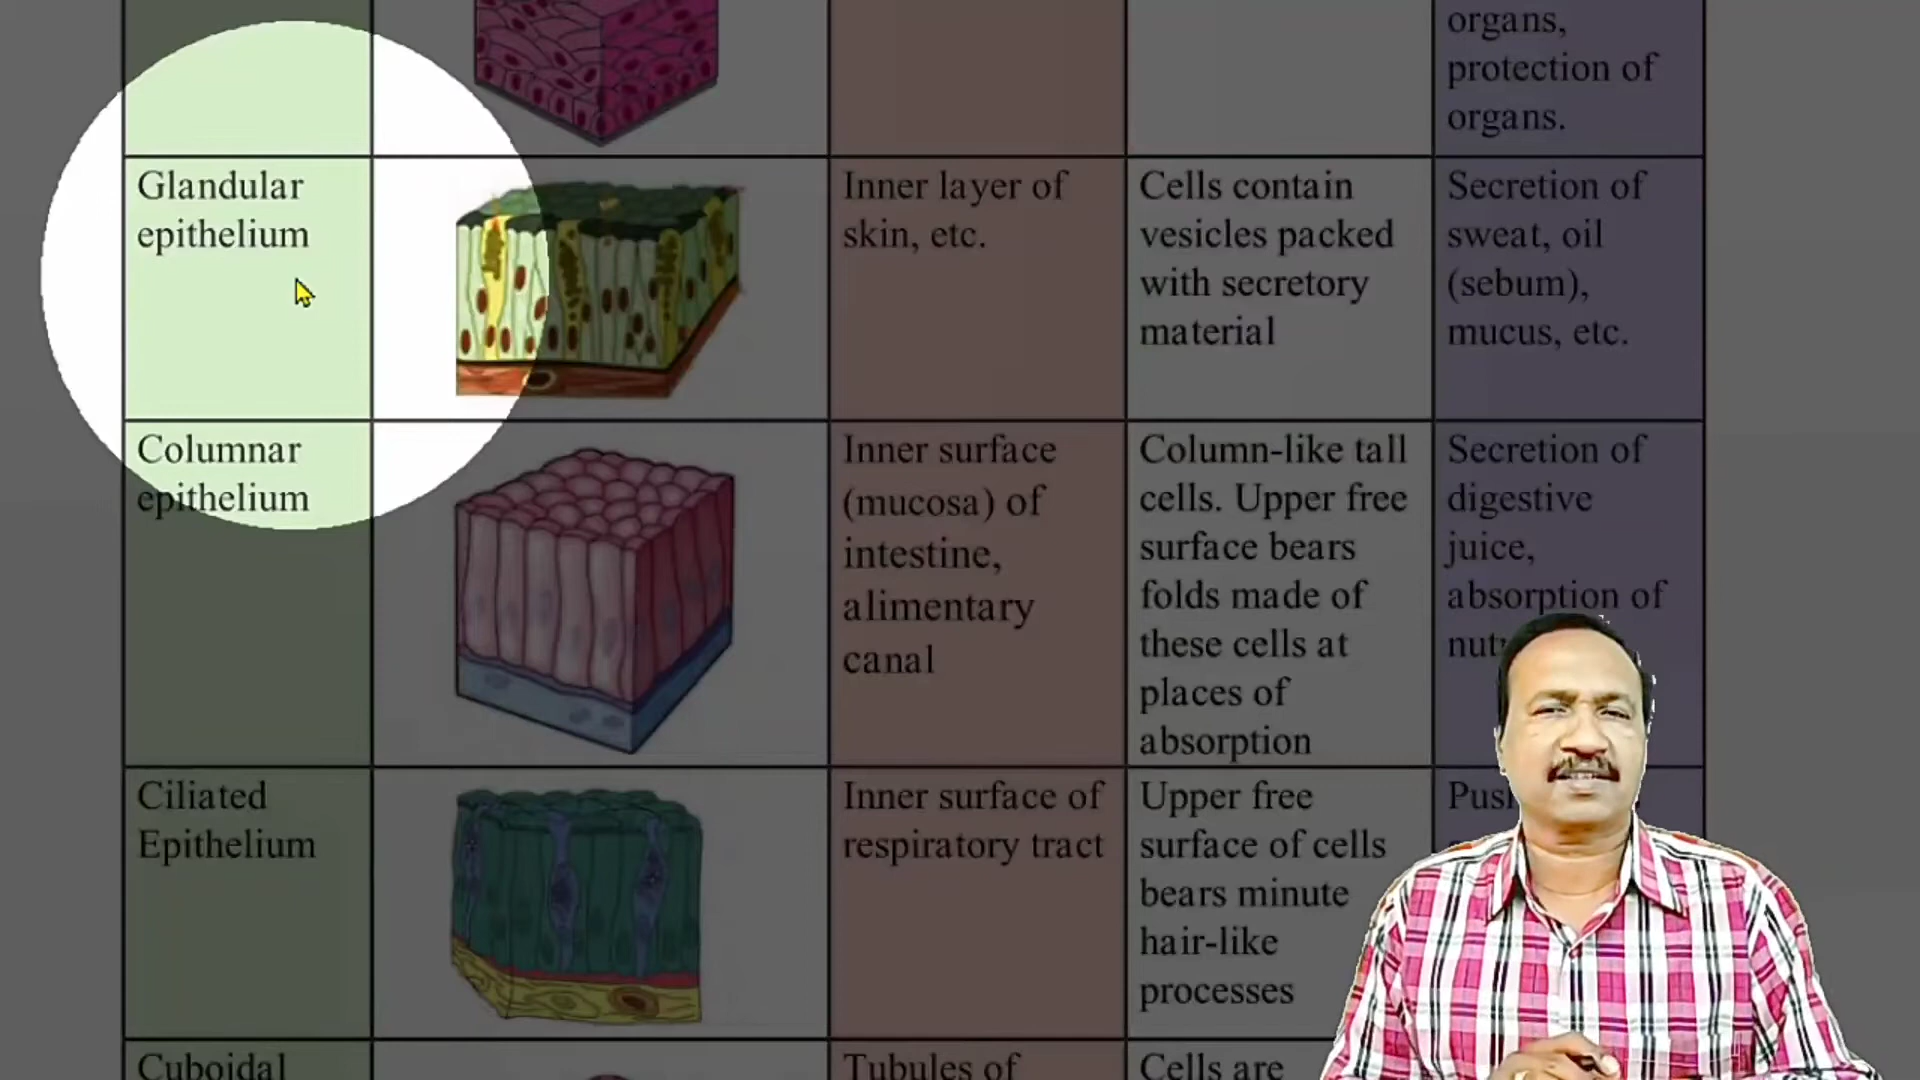 organs,
protection of
organs.
Glandular
epithelium
Inner layer of
skin, etc.
Cells contain
vesicles packed
with secretory
material
Secretion of
sweat, oil
(sebum),
mucus, etc.
Columnar
epithelium
Inner surface
(mucosa) of
intestine,
alimentary
canal
Column-like tall
cells. Upper free
surface bears
folds made of
these cells at
places of
absorption
Secretion of
digestive
juice,
absorption of
Ciliated
Epithelium
Inner surface of
respiratory tract
Upper free
surface of cells
bears minute
hair-like
processes
Cuboidal
Tubules of
Cells are